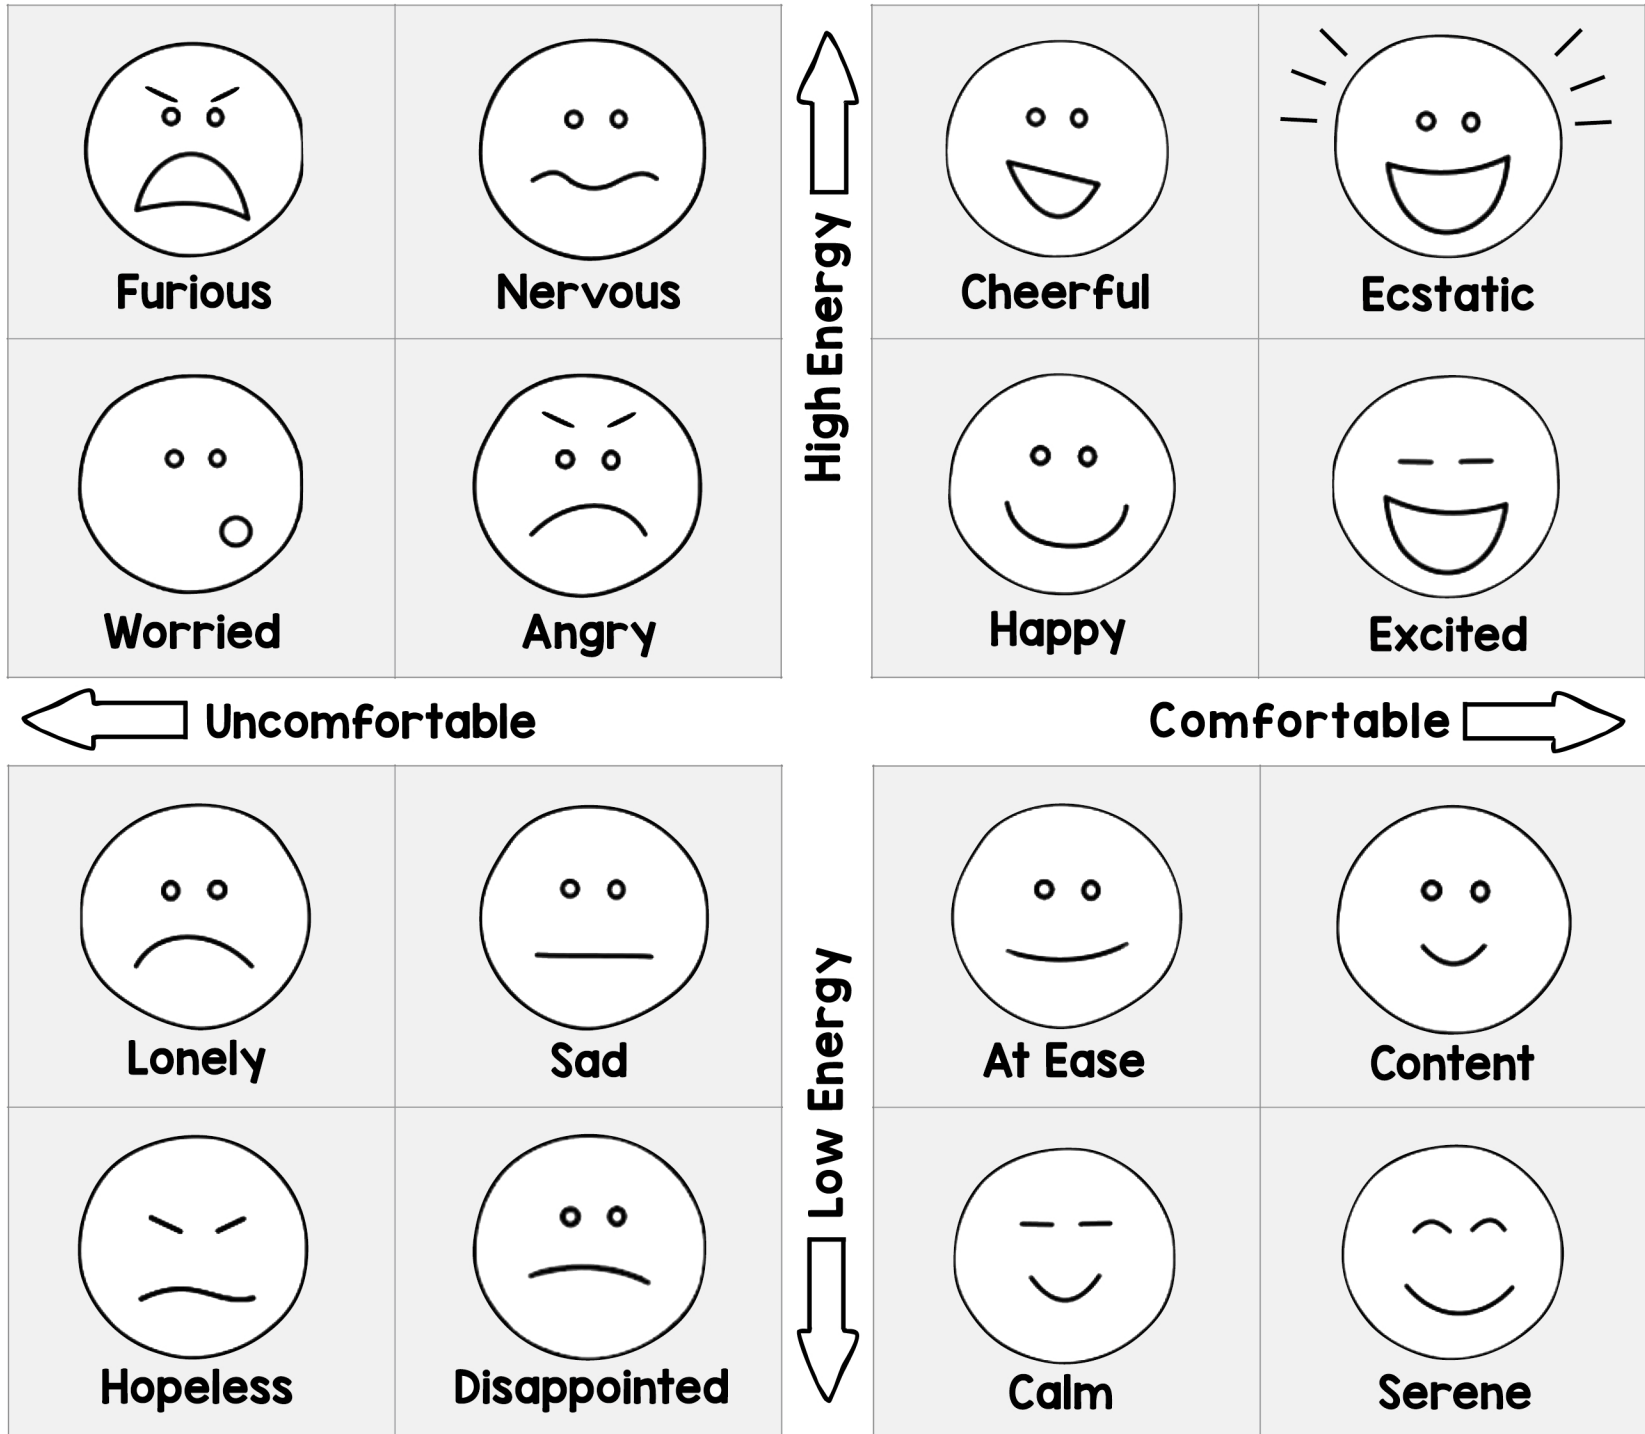 Furious
Nervous
Cheerful
Ecstatic
High Energy
Worried
Angry
Happy
Excited
Uncomfortable
Comfortable
Lonely
Sad
At Ease
Content
Low Energy
Hopeless
Disappointed
Calm
Serene